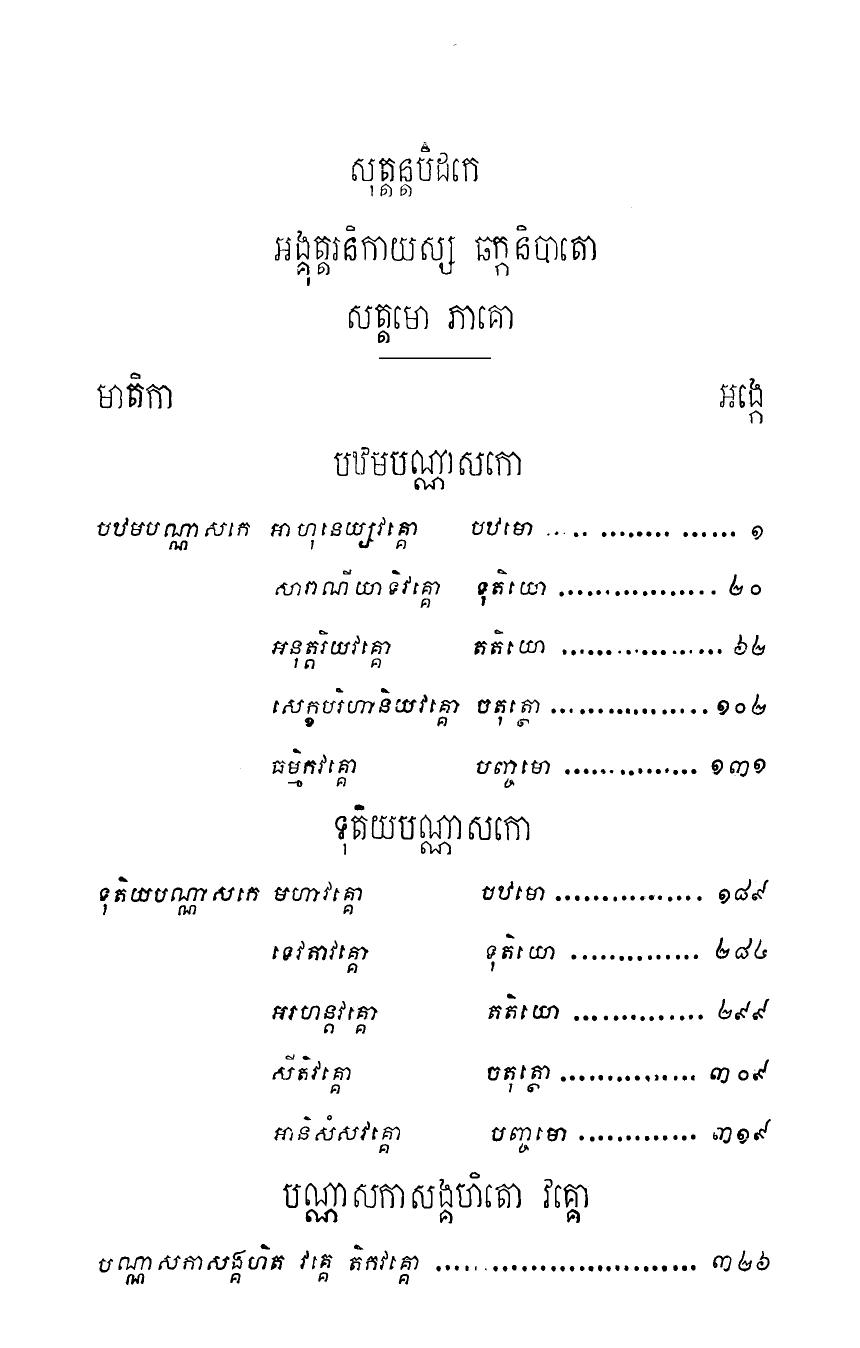 សុត្តន្តបិដកេ
អង្គុត្តរនិកាយស្ស ឆក្កនិបាតោ
សត្តមោ ភាគោ
មាតិកា អង្កេ
បឋមបណ្ណាសកោ
បឋមបណ្ណាសកេ អាហុនេយ្យវគ្គោ បឋមោ ..... ........ ...... ១
សារាណីយាទិវគ្គោ ទុតិយោ ................. ២០
អនុត្តរិយវគ្គោ តតិយោ ................. ៦២
សេក្ខបរិហានិយវគ្គោ ចតុត្ថោ ................. ១០២
ធម្មិកវគ្គោ បញ្ចមោ .............. ១៣១
ទុតិយបណ្ណាសកោ
ទុតិយបណ្ណាសកេ មហាវគ្គោ បឋមោ ................ ១៨៩
ទេវតាវគ្គោ ទុតិយោ .............. ២៨៤
អរហន្តវគ្គោ តតិយោ .............. ២៩៩
សីតិវគ្គោ ចតុត្ថោ ............... ៣០៩
អានិសំសវគ្គោ បញ្ចមោ ............. ៣១៩
បណ្ណាសកាសង្គហិតោ វគ្គោ
បណ្ណាសកាសង្គហិត វគ្គេ តិកវគ្គោ ............................ ៣២៦